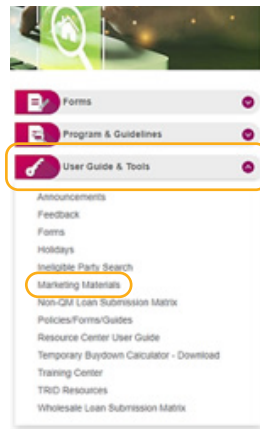 Forms
Program & Guidelines
User Guide & Tools
Announcements
Feedback
Forms
Holidays
Ineligible Party Search
Marketing Materials
Non-QM Loan Submission Matrix
Policies/Forms/Guides
Resource Center User Guide
Temporary Buydown Calculator - Download
Training Center
TRID Resources
Wholesale Loan Submission Matrix